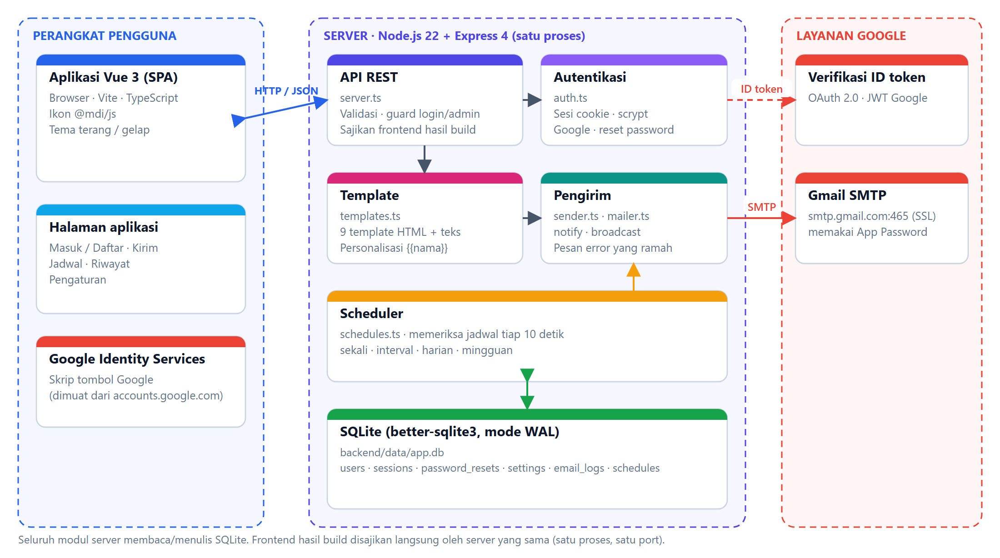 PERANGKAT PENGGUNA
Aplikasi Vue 3 (SPA)
Browser · Vite · TypeScript
Ikon @mdi/js
Tema terang / gelap
Halaman aplikasi
Masuk / Daftar · Kirim
Jadwal · Riwayat
Pengaturan
Google Identity Services
Skrip tombol Google
(dimuat dari accounts.google.com)
HTTP / JSON
SERVER · Node.js 22 + Express 4 (satu proses)
API REST
server.ts
Validasi · guard login/admin
Sajikan frontend hasil build
Autentikasi
auth.ts
Sesi cookie · scrypt
Google · reset password
Template
templates.ts
9 template HTML + teks
Personalisasi {{nama}}
Pengirim
sender.ts · mailer.ts
notify · broadcast
Pesan error yang ramah
Scheduler
schedules.ts · memeriksa jadwal tiap 10 detik
sekali · interval · harian · mingguan
SQLite (better-sqlite3, mode WAL)
backend/data/app.db
users · sessions · password_resets · settings · email_logs · schedules
ID token
SMTP
LAYANAN GOOGLE
Verifikasi ID token
OAuth 2.0 · JWT Google
Gmail SMTP
smtp.gmail.com:465 (SSL)
memakai App Password
Seluruh modul server membaca/menulis SQLite. Frontend hasil build disajikan langsung oleh server yang sama (satu proses, satu port).